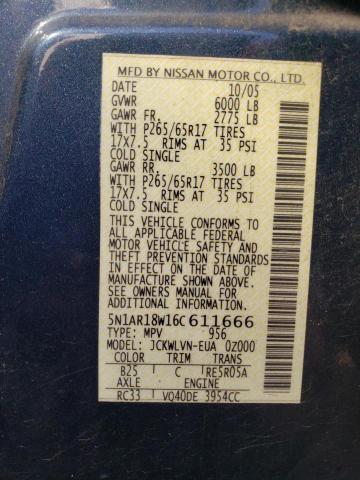 MFD BY NISSAN MOTOR CO., LTD.
DATE 10/05
GVWR 6000 LB
GAWR FR. 2775 LB
WITH P265/65R17 TIRES
17X7.5 RIMS AT 35 PSI
COLD SINGLE
GAWR RR. 3500 LB
WITH P265/65R17 TIRES
17X7.5 RIMS AT 35 PSI
COLD SINGLE
THIS VEHICLE CONFORMS TO
ALL APPLICABLE FEDERAL
MOTOR VEHICLE SAFETY AND
THEFT PREVENTION STANDARDS
IN EFFECT ON THE DATE OF
MANUFACTURE SHOWN ABOVE.
SEE OWNERS MANUAL FOR
ADDITIONAL INFORMATION.
5N1AR18W16C611666
TYPE: MPV 956
MODEL: JCKWLVN-EUA 0Z000
COLOR TRIM TRANS
B25 C RE5R05A
AXLE ENGINE
RC33 VQ40DE 3954CC